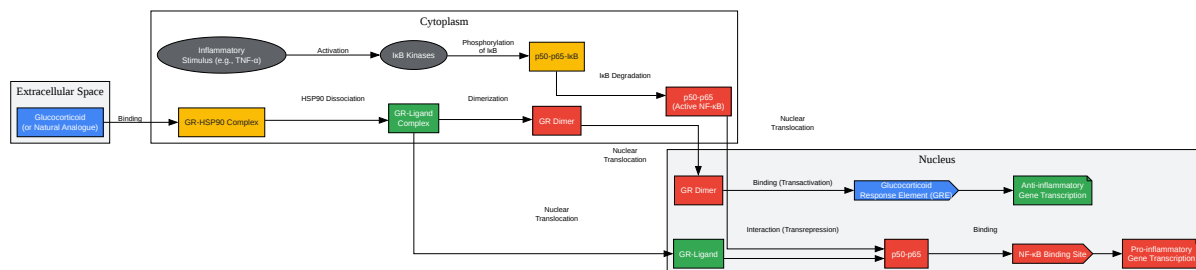 Cytoplasm
Inflammatory
Stimulus (e.g., TNF-α)
Activation
IκB Kinases
Phosphorylation
of IκB
p50-p65-IκB
IκB Degradation
p50-p65
(Active NF-κB)
Extracellular Space
Glucocorticoid
(or Natural Analogue)
Binding
GR-HSP90 Complex
HSP90 Dissociation
GR-Ligand
Complex
Dimerization
GR Dimer
Nuclear
Translocation
Nuclear
Translocation
Nuclear
Translocation
Nucleus
GR Dimer
Binding (Transactivation)
Glucocorticoid
Response Element (GRE)
Anti-inflammatory
Gene Transcription
GR-Ligand
Interaction (Transrepression)
p50-p65
Binding
NF-κB Binding Site
Pro-inflammatory
Gene Transcription